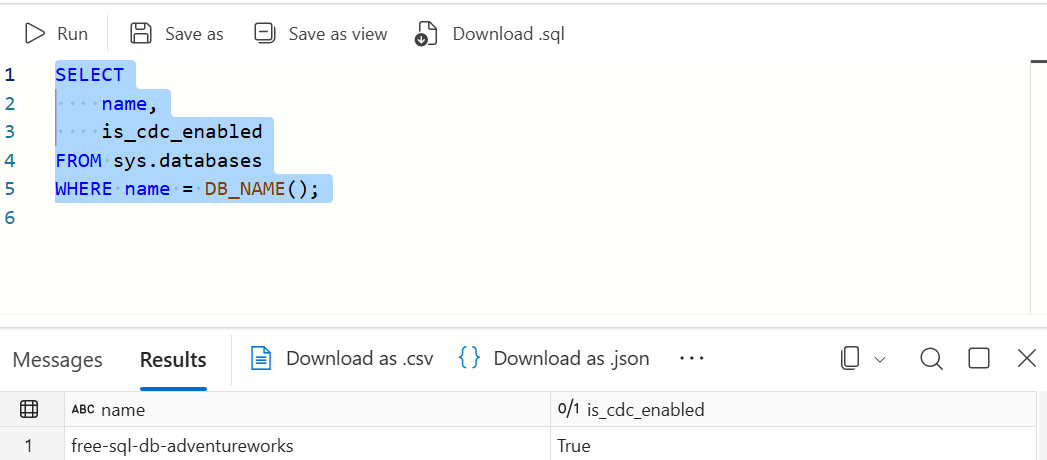 Run Save as Save as view Download .sql
1 SELECT
2 name,
3 is_cdc_enabled
4 FROM sys.databases
5 WHERE name = DB_NAME();
6
Messages Results Download as .csv {} Download as .json ...
ABC name 0/1 is_cdc_enabled
1 free-sql-db-adventureworks True